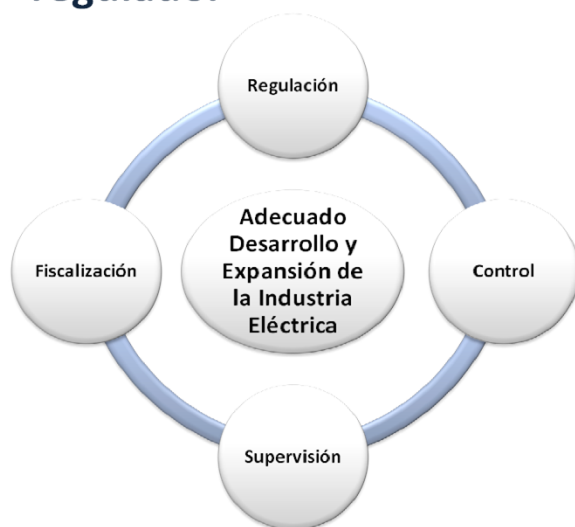 Regulación
Fiscalización
Adecuado
Desarrollo y
Expansión de
la Industria
Eléctrica
Control
Supervisión